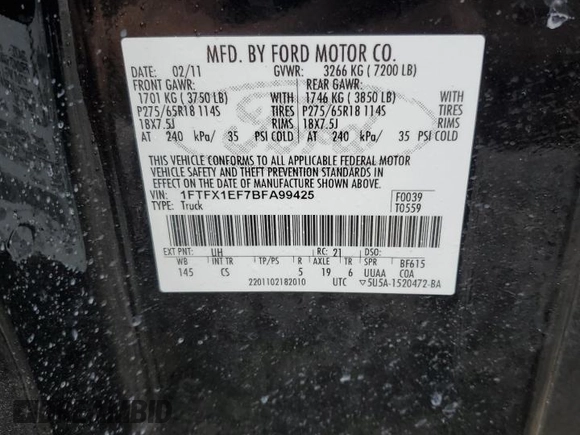 MFD. BY FORD MOTOR CO.
DATE: 02/11 GVWR: 3266 KG ( 7200 LB)
FRONT GAWR: REAR GAWR:
1701 KG ( 3750 LB) WITH 1746 KG ( 3850 LB) WITH
P275/65R18 114S TIRES P275/65R18 114S TIRES
18X7.5J RIMS 18X7.5J RIMS
AT 240 kPa/ 35 PSI COLD AT 240 kPa/ 35 PSI COLD
THIS VEHICLE CONFORMS TO ALL APPLICABLE FEDERAL MOTOR
VEHICLE SAFETY AND BUMPER STANDARDS AND THEFT PREVENTION STANDARDS IN
EFFECT ON THE DATE OF MANUFACTURE SHOWN ABOVE.
VIN: 1FTFX1EF7BFA99425 F0039
TYPE: Truck T0559
EXT PNT: UH RC: 21 DSO:
WB INT TR TP/PS R AXLE TR SPR BF615
145 CS 5 19 6 UUAA COA
2201102182010 UTC ▽5U5A-1520472-BA
AUTOBIDMASTER